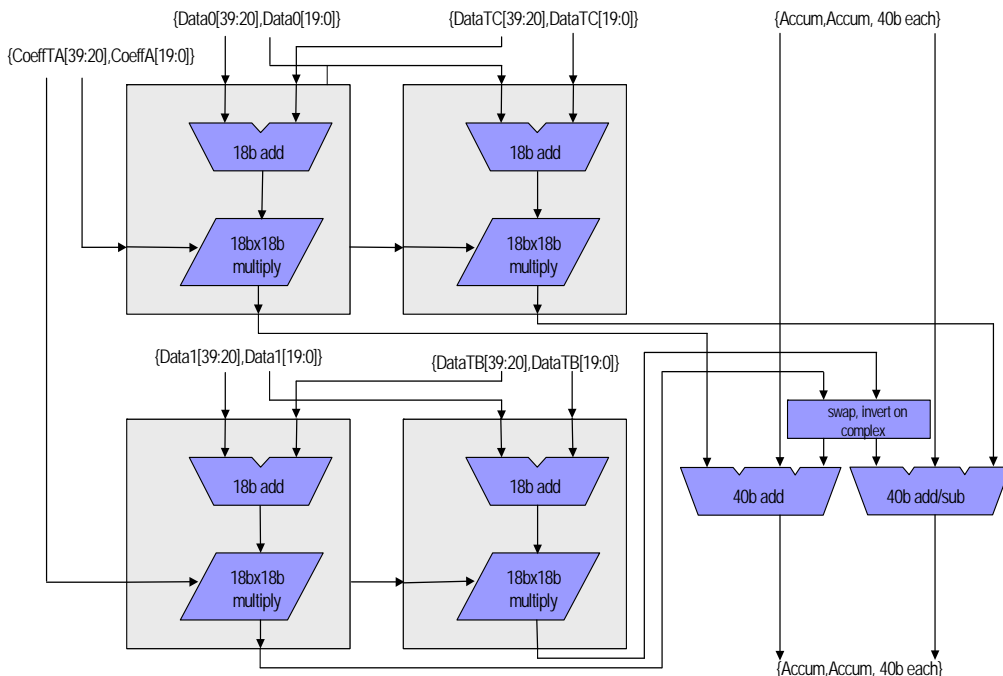 {Data0[39:20],Data0[19:0]}
{DataTC[39:20],DataTC[19:0]}
{Accum,Accum, 40b each}
{CoeffTA[39:20],CoeffA[19:0]}
18b add
18b add
18bx18b
multiply
18bx18b
multiply
{Data1[39:20],Data1[19:0]}
{DataTB[39:20],DataTB[19:0]}
swap, invert on
complex
18b add
18b add
40b add
40b add/sub
18bx18b
multiply
18bx18b
multiply
{Accum,Accum, 40b each}